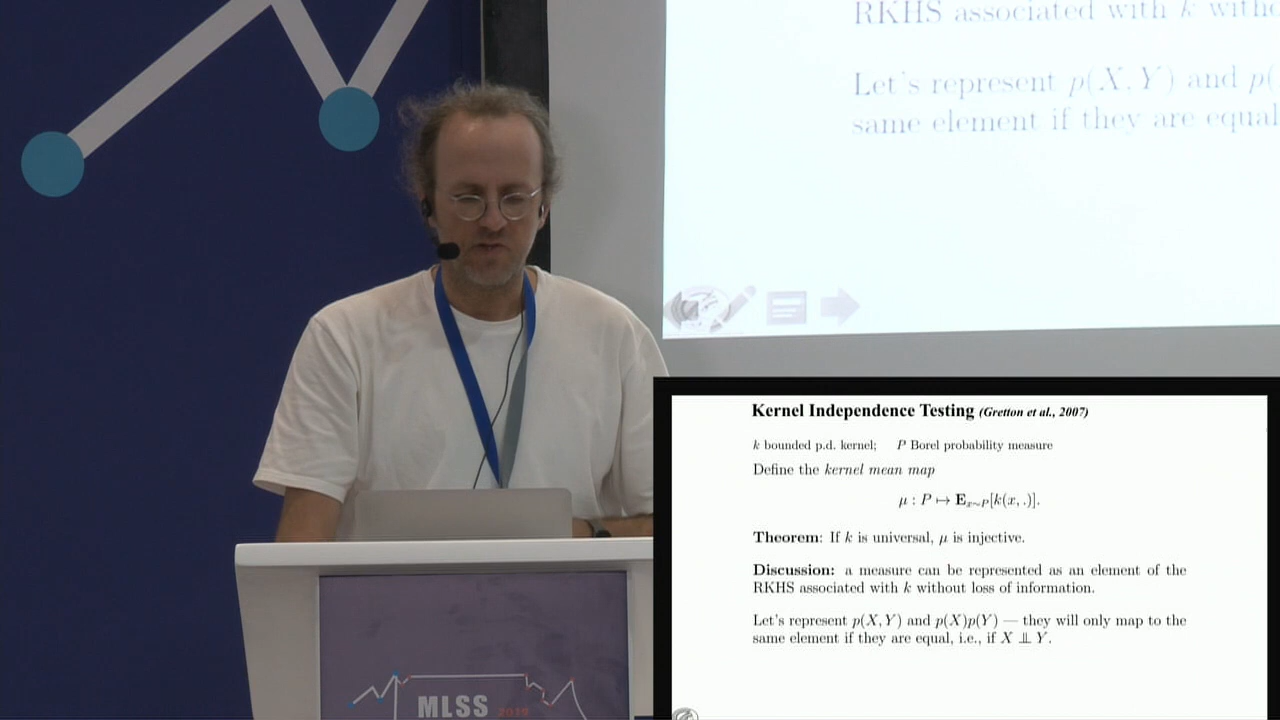 RKHS associated with k
Let's represent p(X, Y) and p(
same element if they are equal
Kernel Independence Testing (Gretton et al., 2007)
k bounded p.d. kernel; P Borel probability measure
Define the kernel mean map
μ : P ↦ E_{x∼P}[k(x, .)].
Theorem: If k is universal, μ is injective.
Discussion: a measure can be represented as an element of the
RKHS associated with k without loss of information.
Let's represent p(X, Y) and p(X)p(Y) — they will only map to the
same element if they are equal, i.e., if X ⫫ Y.
MLSS 2019